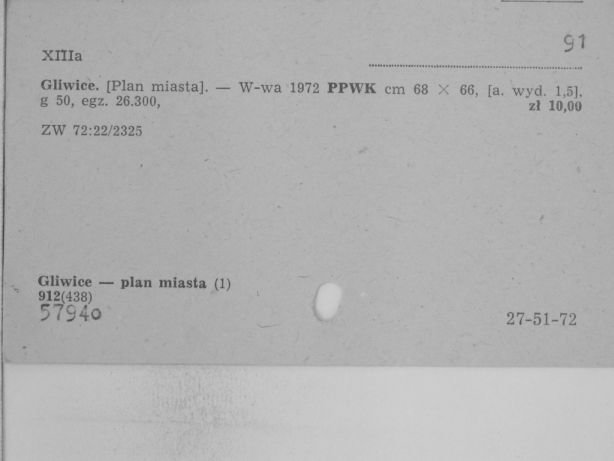 91
XIIIa
Gliwice. [Plan miasta]. — W-wa 1972 PPWK cm 68 × 66, [a. wyd. 1,5],
g 50, egz. 26.300, zł 10,00
ZW 72:22/2325
Gliwice — plan miasta (1)
912(438)
57940
27-51-72